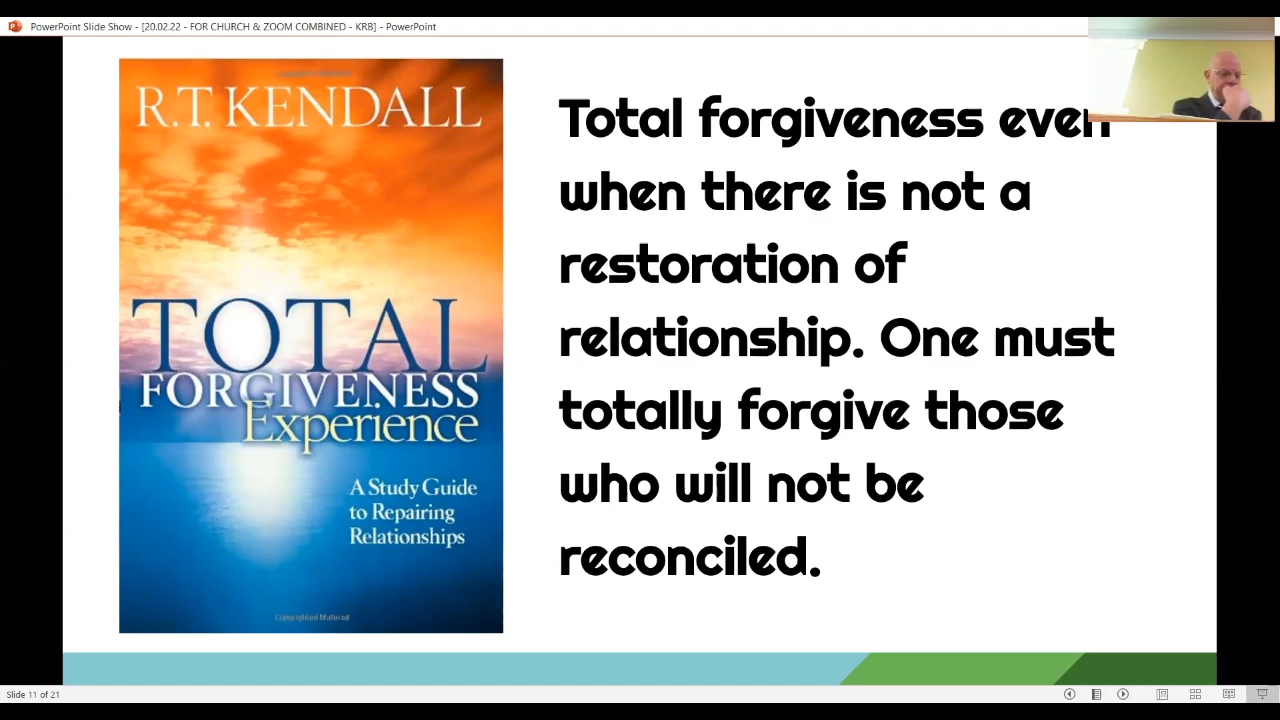 PowerPoint Slide Show - [20.02.22 - FOR CHURCH & ZOOM COMBINED - KRB] - PowerPoint
R.T. KENDALL
TOTAL
FORGIVENESS
Experience
A Study Guide
to Repairing
Relationships
Copyrighted Material
Total forgiveness even
when there is not a
restoration of
relationship. One must
totally forgive those
who will not be
reconciled.
Slide 11 of 21